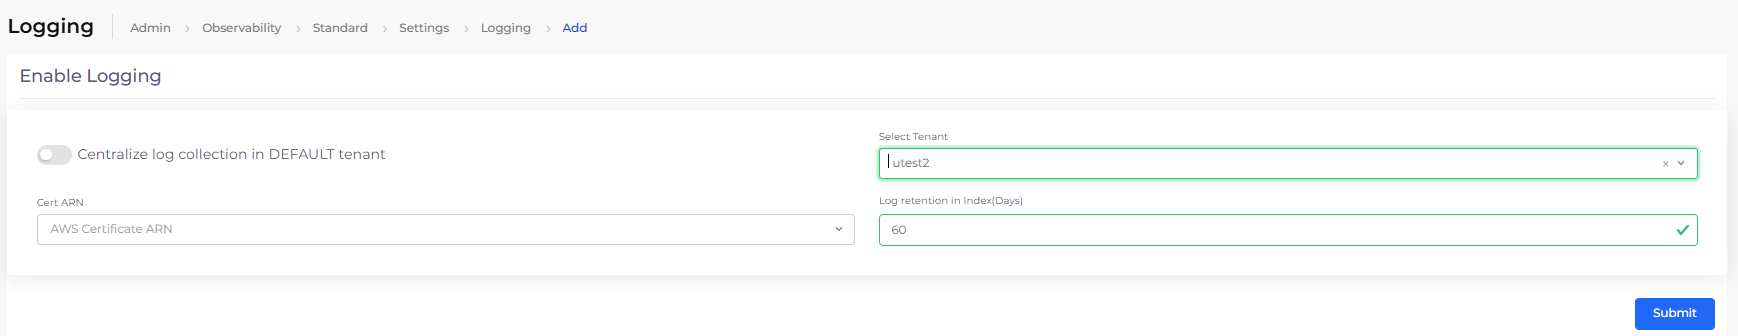 Logging Admin > Observability > Standard > Settings > Logging > Add
Enable Logging
Centralize log collection in DEFAULT tenant
Select Tenant
utest2
Cert ARN
AWS Certificate ARN
Log retention in Index(Days)
60
Submit